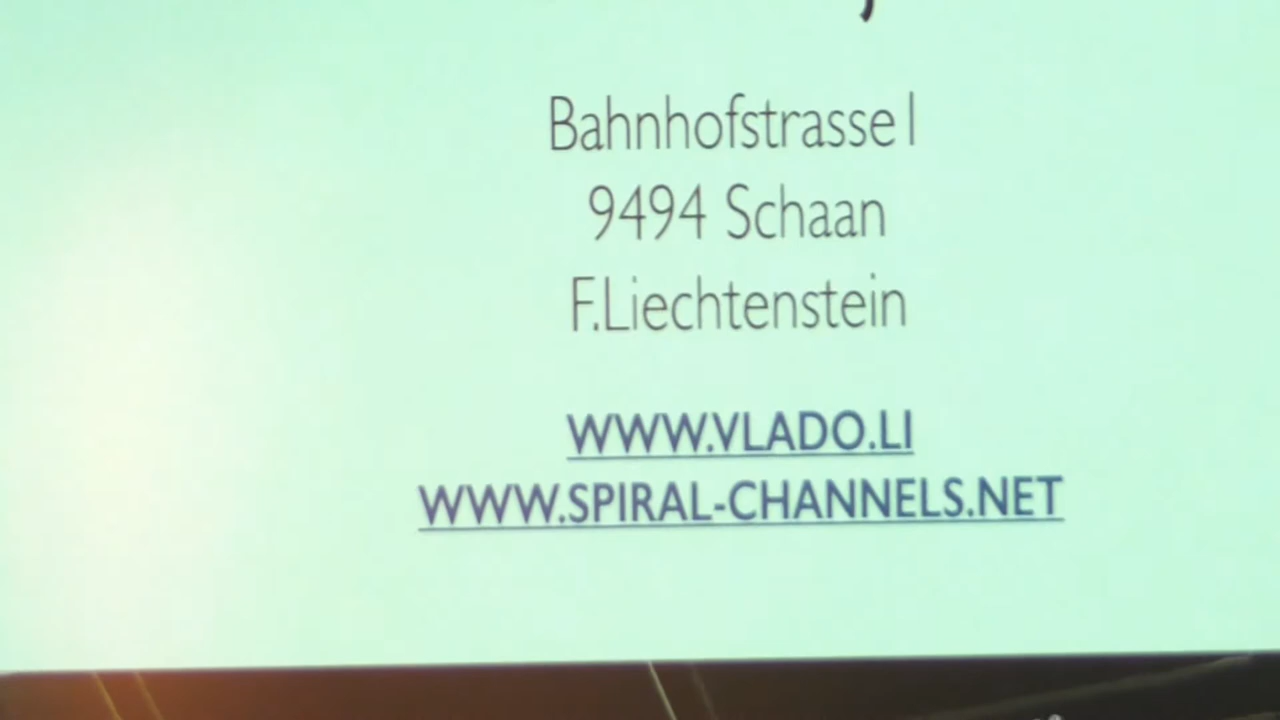 Bahnhofstrasse 1
9494 Schaan
F.Liechtenstein
WWW.VLADO.LI
WWW.SPIRAL-CHANNELS.NET